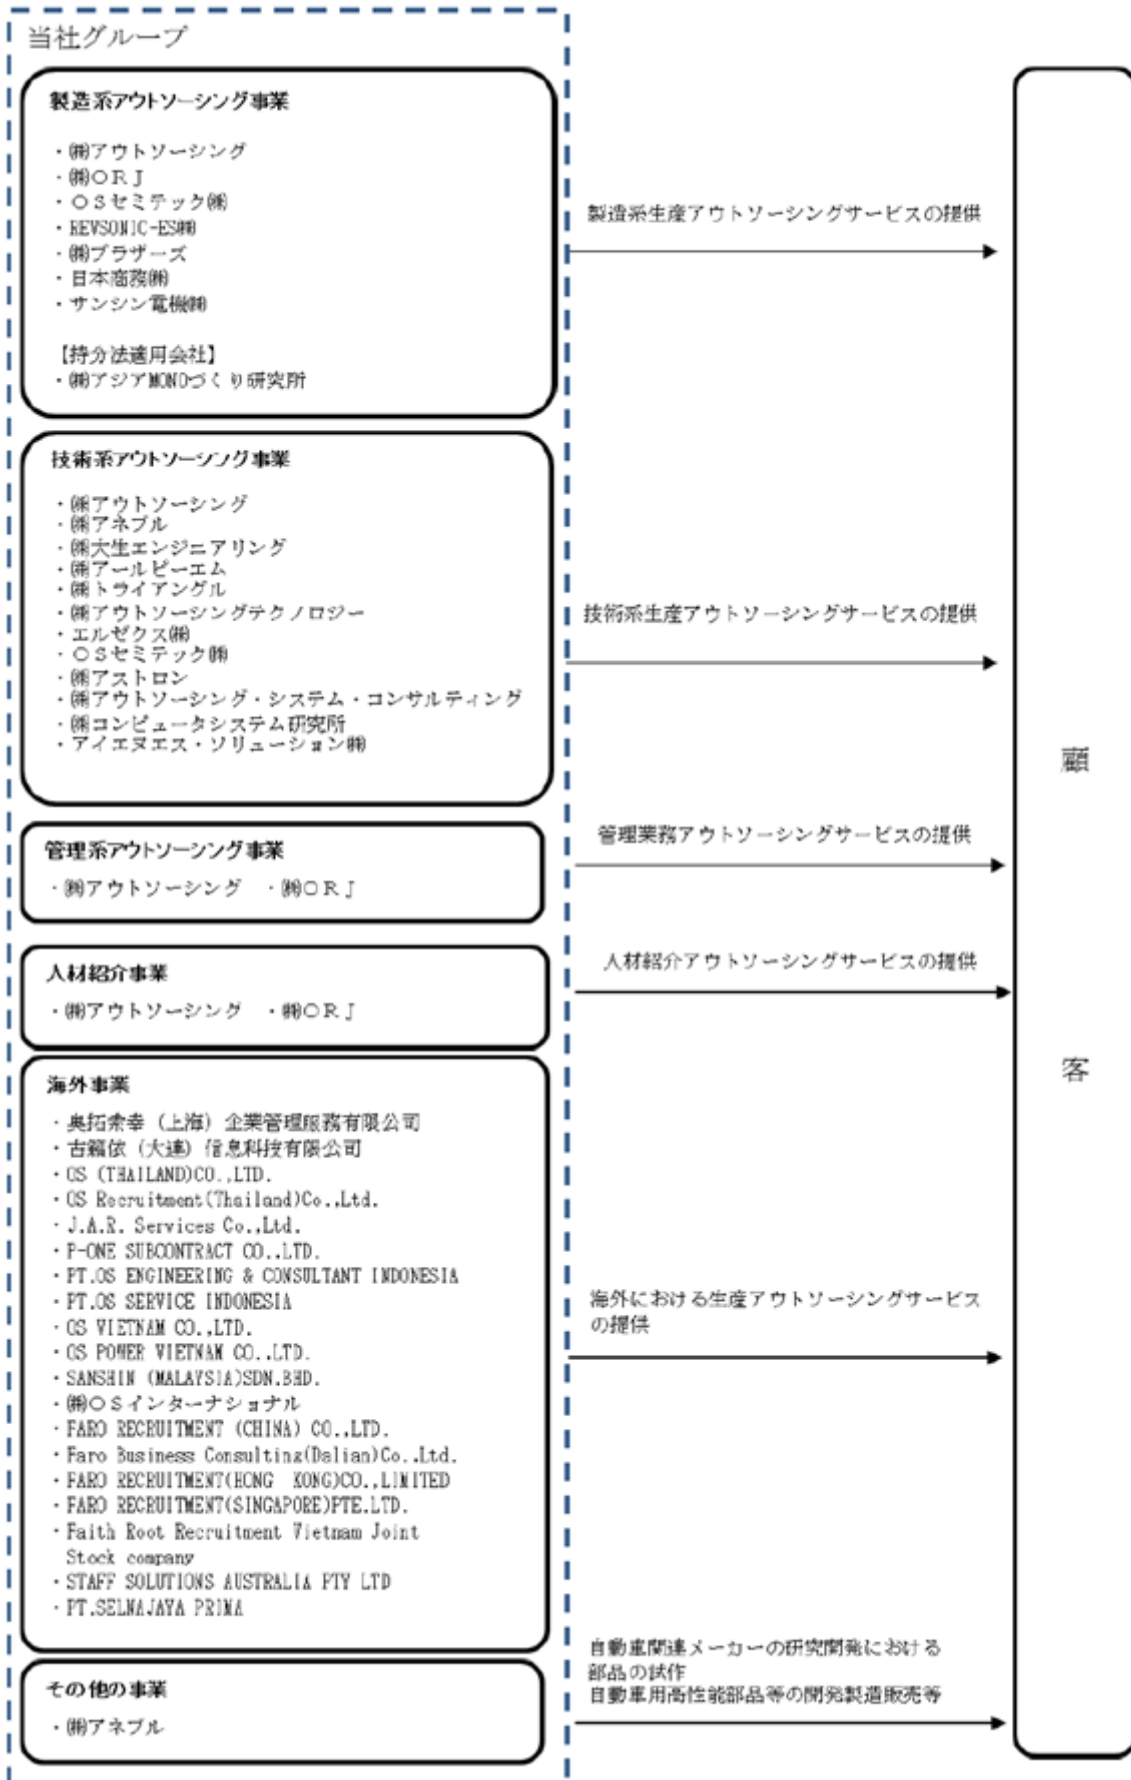 当社グループ
製造系アウトソーシング事業
・㈱アウトソーシング
・㈱ＯＲＪ
・ＯＳセミテック㈱
・REVSONIC-ES㈱
・㈱ブラザーズ
・日本商務㈱
・サンシン電機㈱
【持分法適用会社】
・㈱アジアMONOづくり研究所
製造系生産アウトソーシングサービスの提供
技術系アウトソーシング事業
・㈱アウトソーシング
・㈱アネブル
・㈱大生エンジニアリング
・㈱アールピーエム
・㈱トライアングル
・㈱アウトソーシングテクノロジー
・エルゼクス㈱
・ＯＳセミテック㈱
・㈱アストロン
・㈱アウトソーシング・システム・コンサルティング
・㈱コンピュータシステム研究所
・アイエヌエス・ソリューション㈱
技術系生産アウトソーシングサービスの提供
管理系アウトソーシング事業
・㈱アウトソーシング　・㈱ＯＲＪ
管理業務アウトソーシングサービスの提供
人材紹介事業
・㈱アウトソーシング　・㈱ＯＲＪ
人材紹介アウトソーシングサービスの提供
海外事業
・奥拓索幸（上海）企業管理服務有限公司
・古籟依（大連）信息科技有限公司
・OS (THAILAND)CO.,LTD.
・OS Recruitment(Thailand)Co.,Ltd.
・J.A.R. Services Co.,Ltd.
・P-ONE SUBCONTRACT CO.,LTD.
・PT.OS ENGINEERING & CONSULTANT INDONESIA
・PT.OS SERVICE INDONESIA
・OS VIETNAM CO.,LTD.
・OS POWER VIETNAM CO.,LTD.
・SANSHIN (MALAYSIA)SDN.BHD.
・㈱ＯＳインターナショナル
・FARO RECRUITMENT (CHINA) CO.,LTD.
・Faro Business Consulting(Dalian)Co.,Ltd.
・FARO RECRUITMENT(HONG KONG)CO.,LIMITED
・FARO RECRUITMENT(SINGAPORE)PTE.LTD.
・Faith Root Recruitment Vietnam Joint
Stock company
・STAFF SOLUTIONS AUSTRALIA PTY LTD
・PT.SELNAJAYA PRIMA
海外における生産アウトソーシングサービス
の提供
その他の事業
・㈱アネブル
自動車関連メーカーの研究開発における
部品の試作
自動車用高性能部品等の開発製造販売等
顧
客